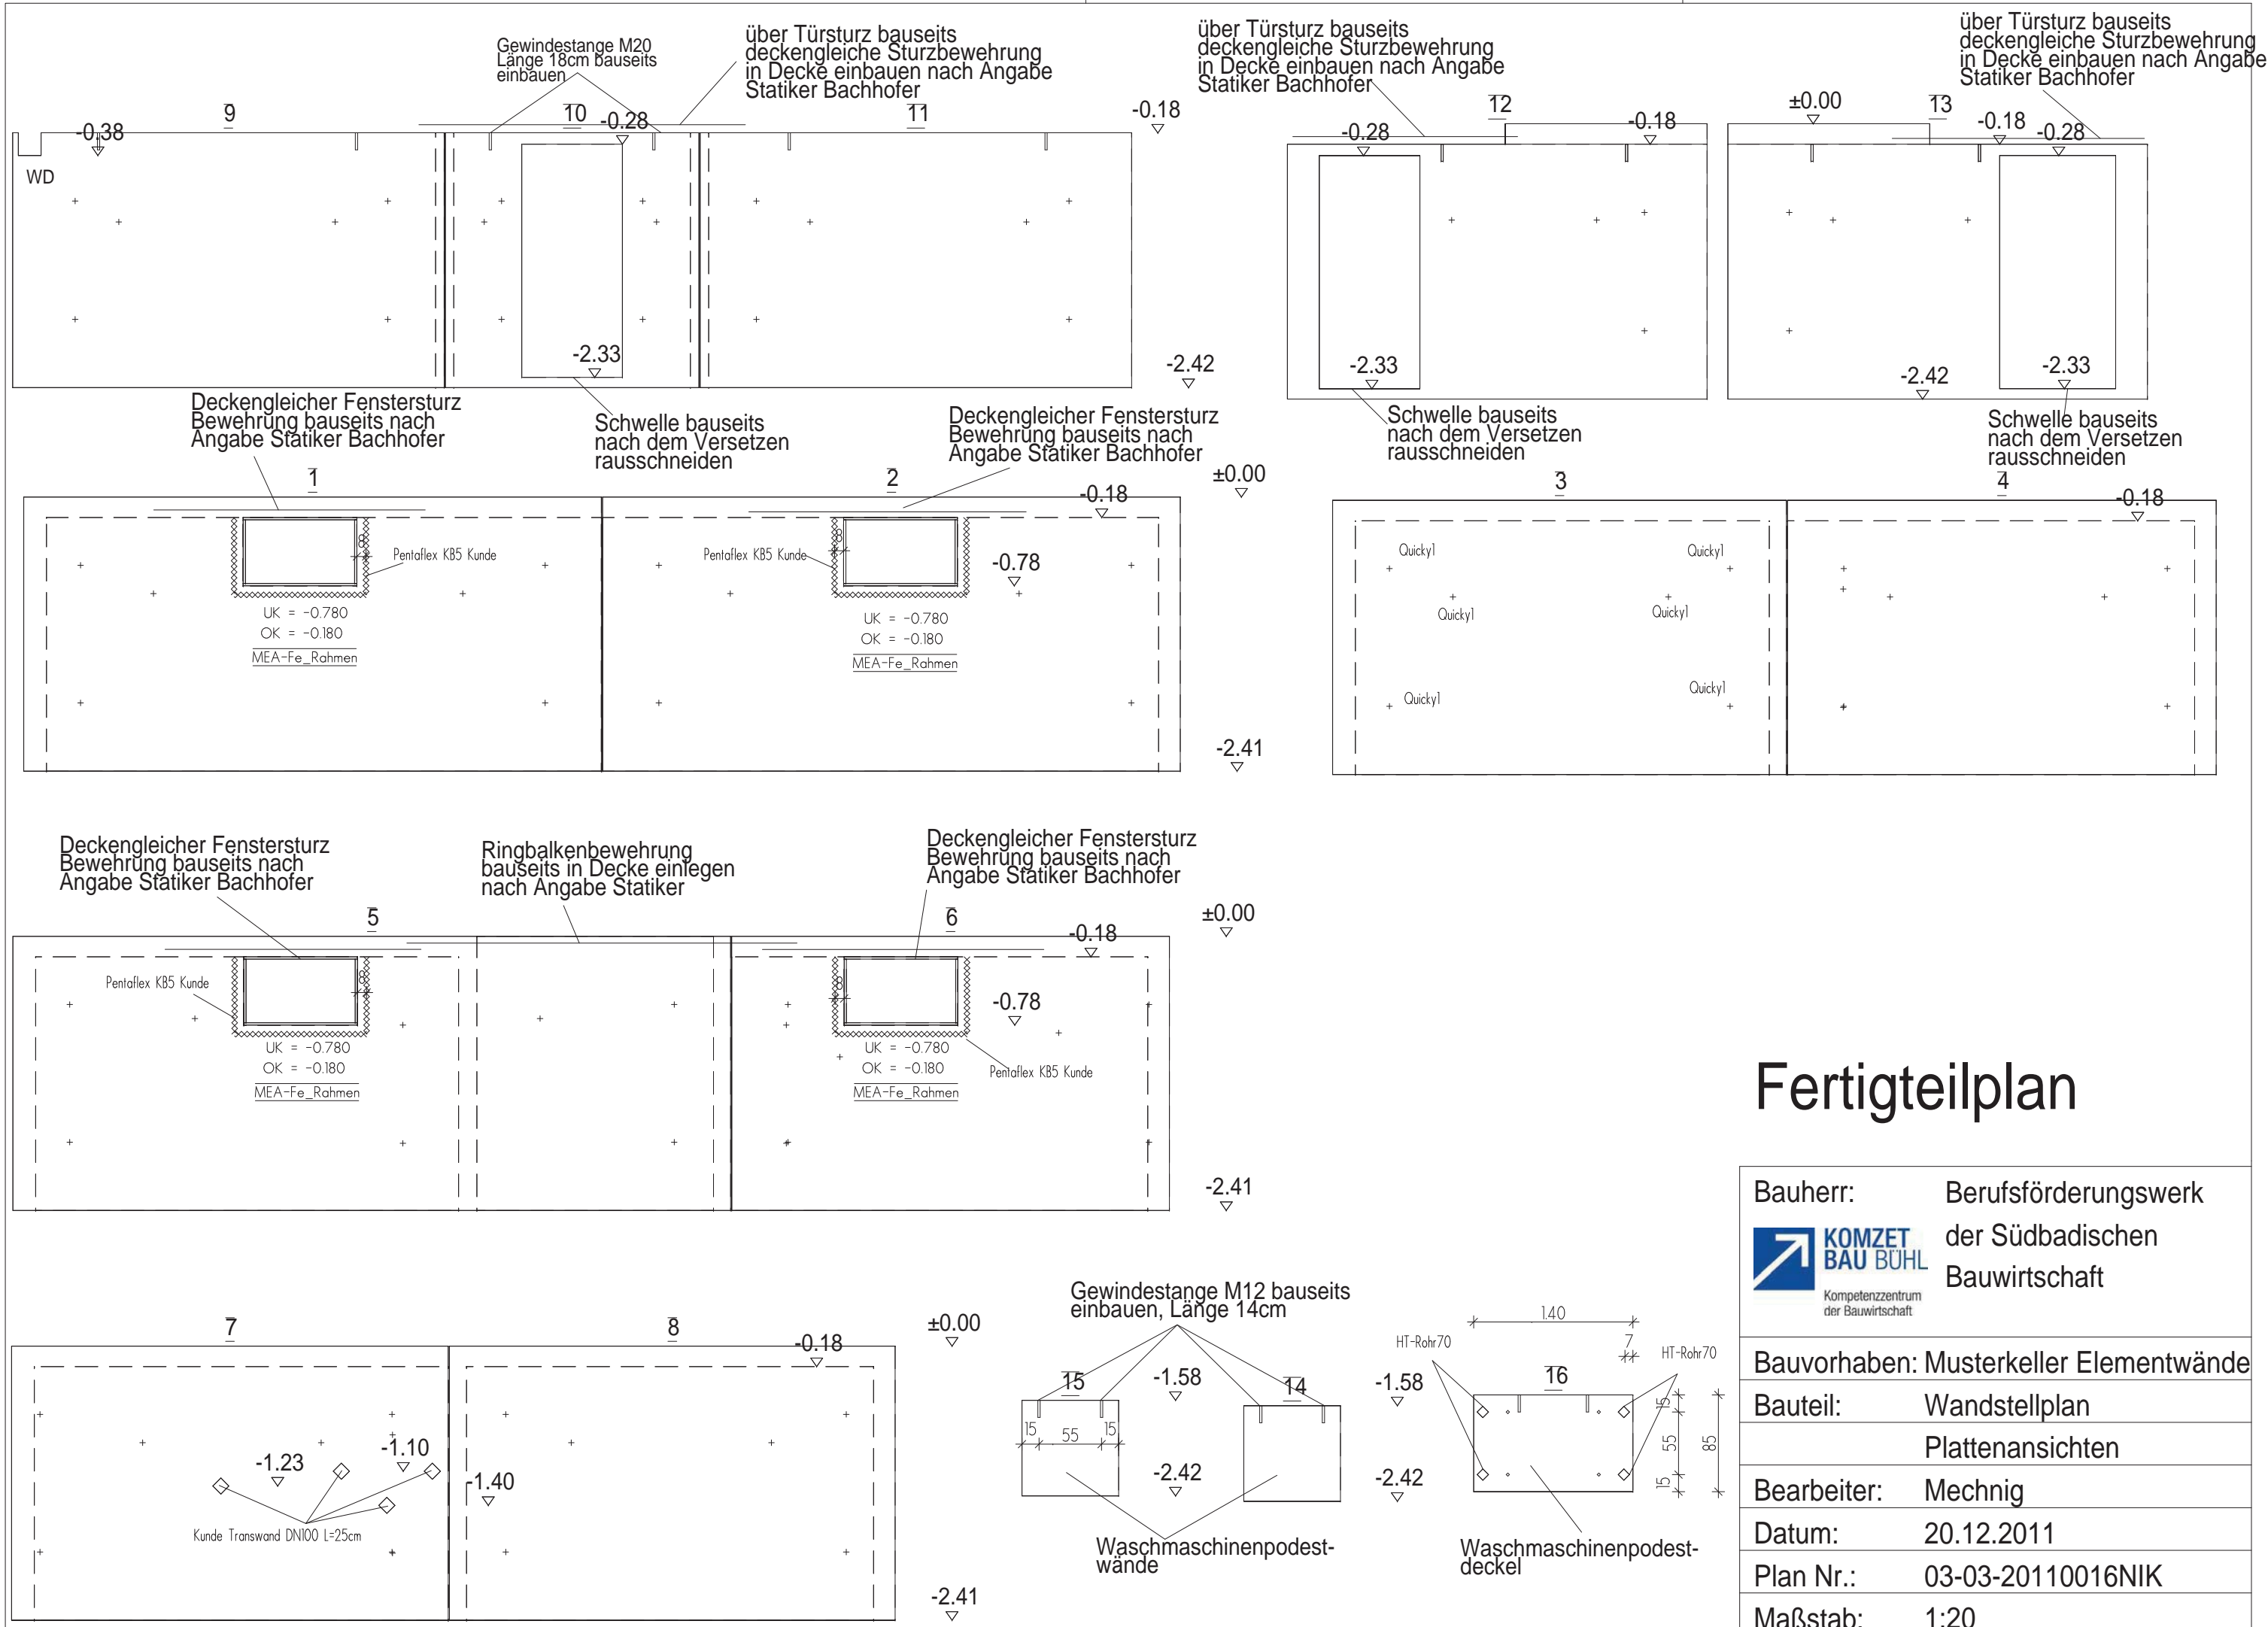 Gewindestange M20
Länge 18cm bauseits
einbauen
über Türsturz bauseits
deckengleiche Sturzbewehrung
in Decke einbauen nach Angabe
Statiker Bachhofer
über Türsturz bauseits
deckengleiche Sturzbewehrung
in Decke einbauen nach Angabe
Statiker Bachhofer
über Türsturz bauseits
deckengleiche Sturzbewehrung
in Decke einbauen nach Angabe
Statiker Bachhofer
9
10
11
12
13
-0.38
-0.28
-0.18
-0.28
-0.18
±0.00
-0.18
-0.28
WD
-2.33
-2.42
-2.33
-2.42
-2.33
Deckengleicher Fenstersturz
Bewehrung bauseits nach
Angabe Statiker Bachhofer
Schwelle bauseits
nach dem Versetzen
rausschneiden
Deckengleicher Fenstersturz
Bewehrung bauseits nach
Angabe Statiker Bachhofer
Schwelle bauseits
nach dem Versetzen
rausschneiden
Schwelle bauseits
nach dem Versetzen
rausschneiden
1
2
±0.00
-0.18
3
4
-0.18
8
Pentaflex KB5 Kunde
Pentaflex KB5 Kunde
8
-0.78
Quicky1
Quicky1
Quicky1
Quicky1
Quicky1
Quicky1
UK = -0.780
OK = -0.180
MEA-Fe_Rahmen
UK = -0.780
OK = -0.180
MEA-Fe_Rahmen
-2.41
Deckengleicher Fenstersturz
Bewehrung bauseits nach
Angabe Statiker Bachhofer
Ringbalkenbewehrung
bauseits in Decke einlegen
nach Angabe Statiker
Deckengleicher Fenstersturz
Bewehrung bauseits nach
Angabe Statiker Bachhofer
5
6
±0.00
-0.18
Pentaflex KB5 Kunde
8
8
-0.78
UK = -0.780
OK = -0.180
MEA-Fe_Rahmen
UK = -0.780
OK = -0.180
MEA-Fe_Rahmen
Pentaflex KB5 Kunde
-2.41
7
8
±0.00
-0.18
-1.23
-1.10
-1.40
Kunde Transwand DN100 L=25cm
-2.41
Gewindestange M12 bauseits
einbauen, Länge 14cm
15
-1.58
14
-1.58
15
55
15
-2.42
-2.42
Waschmaschinenpodest-
wände
1.40
7
HT-Rohr70
HT-Rohr70
16
15
55
15
85
Waschmaschinenpodest-
deckel
Fertigteilplan
Bauherr: Berufsförderungswerk
der Südbadischen
Bauwirtschaft
KOMZET
BAU BÜHL
Kompetenzzentrum
der Bauwirtschaft
Bauvorhaben: Musterkeller Elementwände
Bauteil: Wandstellplan
Plattenansichten
Bearbeiter: Mechnig
Datum: 20.12.2011
Plan Nr.: 03-03-20110016NIK
Maßstab: 1:20